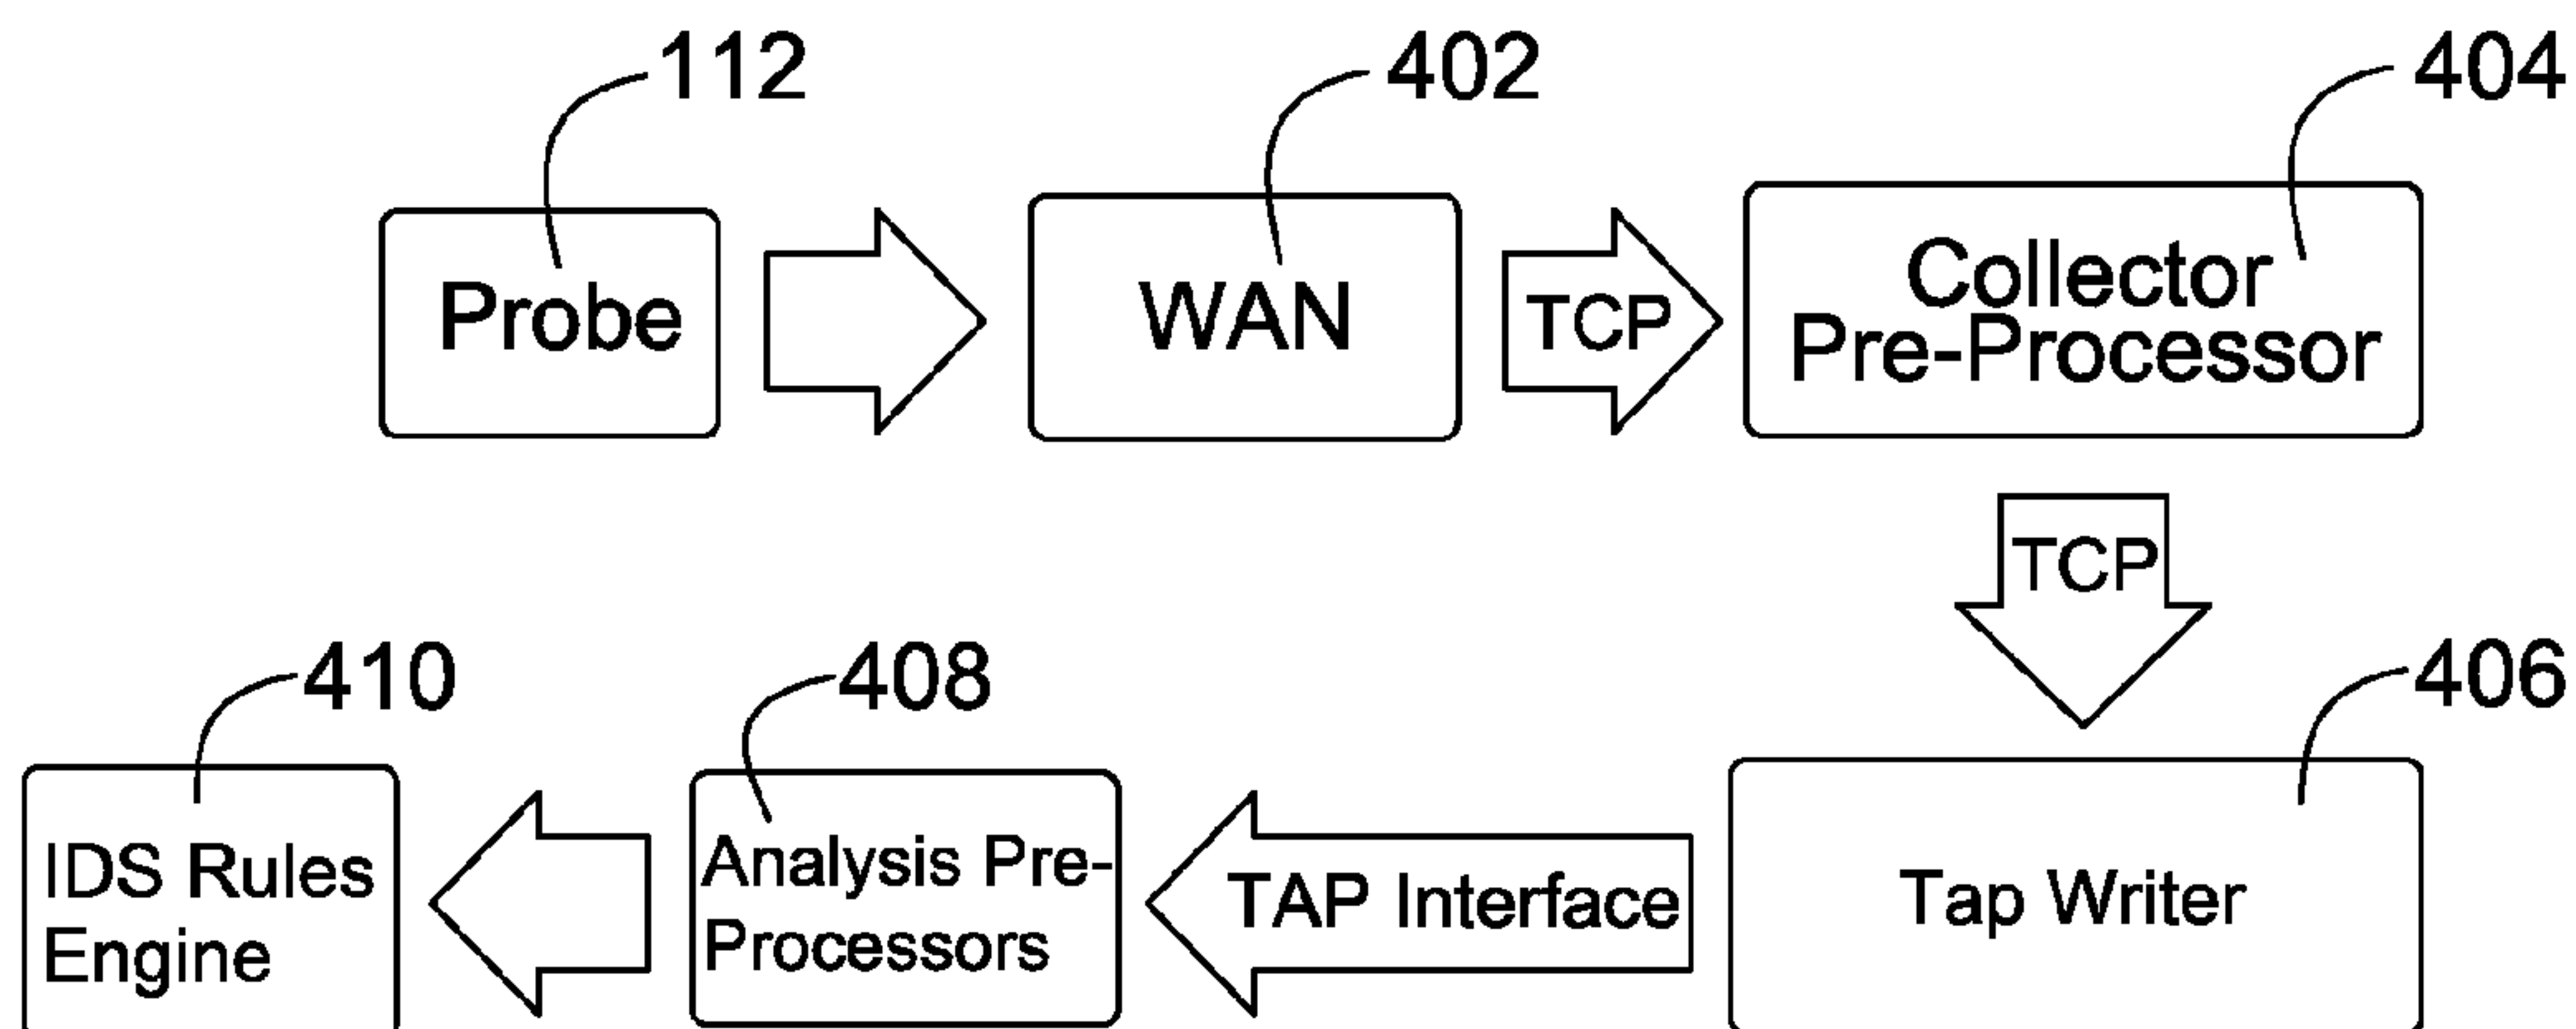 112
402
404
Probe
WAN
TCP
Collector
Pre-Processor
TCP
410
408
406
IDS Rules
Engine
Analysis Pre-
Processors
TAP Interface
Tap Writer